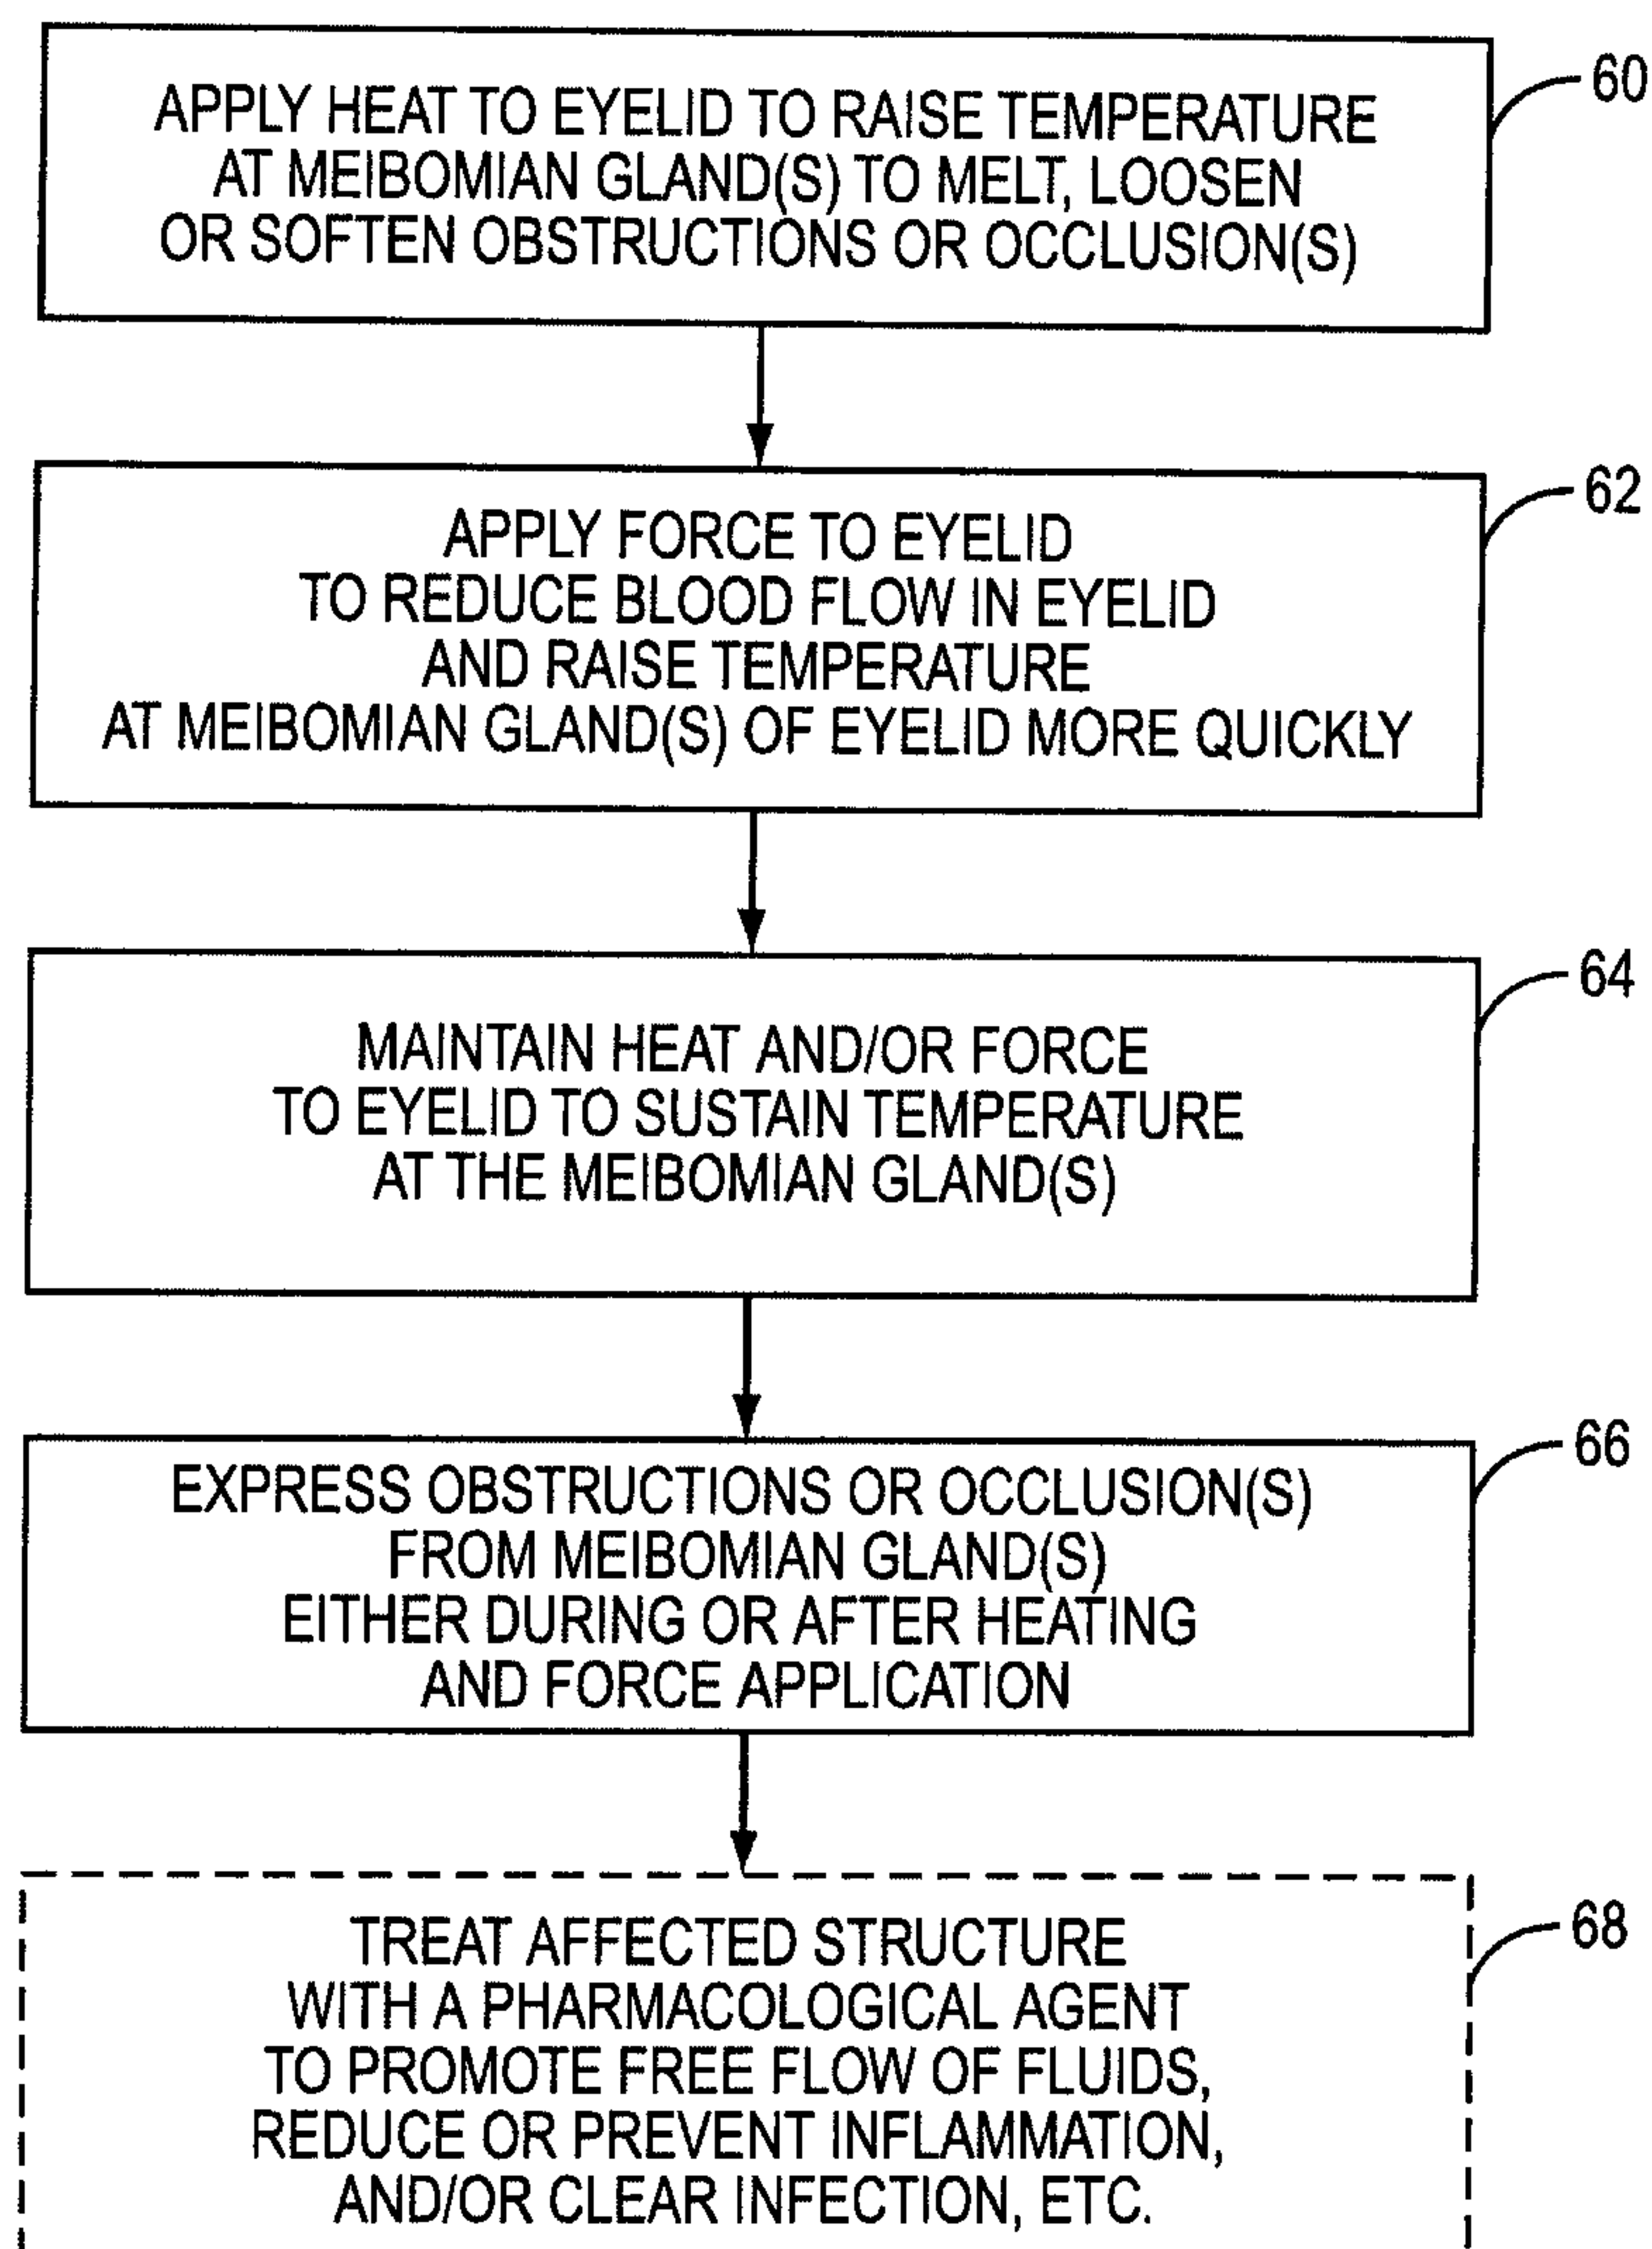 APPLY HEAT TO EYELID TO RAISE TEMPERATURE
AT MEIBOMIAN GLAND(S) TO MELT, LOOSEN
OR SOFTEN OBSTRUCTIONS OR OCCLUSION(S)
60
APPLY FORCE TO EYELID
TO REDUCE BLOOD FLOW IN EYELID
AND RAISE TEMPERATURE
AT MEIBOMIAN GLAND(S) OF EYELID MORE QUICKLY
62
MAINTAIN HEAT AND/OR FORCE
TO EYELID TO SUSTAIN TEMPERATURE
AT THE MEIBOMIAN GLAND(S)
64
EXPRESS OBSTRUCTIONS OR OCCLUSION(S)
FROM MEIBOMIAN GLAND(S)
EITHER DURING OR AFTER HEATING
AND FORCE APPLICATION
66
TREAT AFFECTED STRUCTURE
WITH A PHARMACOLOGICAL AGENT
TO PROMOTE FREE FLOW OF FLUIDS,
REDUCE OR PREVENT INFLAMMATION,
AND/OR CLEAR INFECTION, ETC.
68